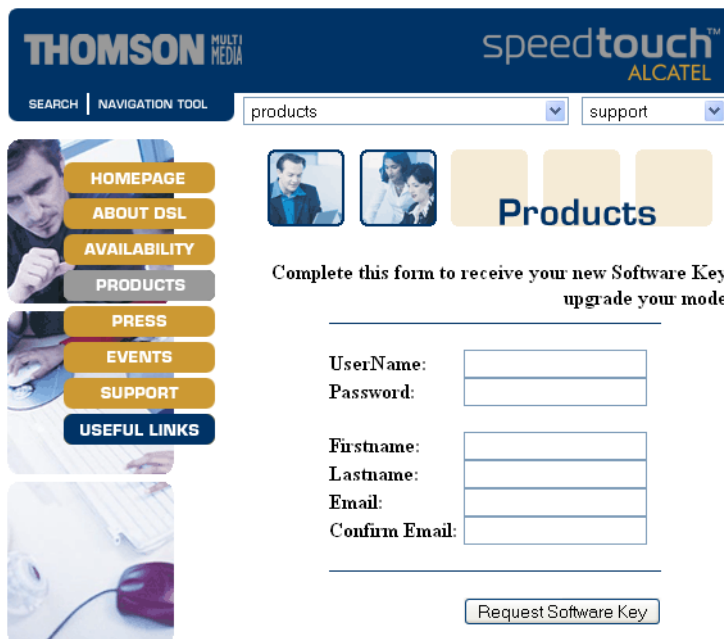 THOMSON MULTI MEDIA
speedtouch™
ALCATEL
SEARCH NAVIGATION TOOL
products
support
HOMEPAGE
ABOUT DSL
AVAILABILITY
PRODUCTS
PRESS
EVENTS
SUPPORT
USEFUL LINKS
Products
Complete this form to receive your new Software Key
upgrade your mode
UserName:
Password:
Firstname:
Lastname:
Email:
Confirm Email:
Request Software Key